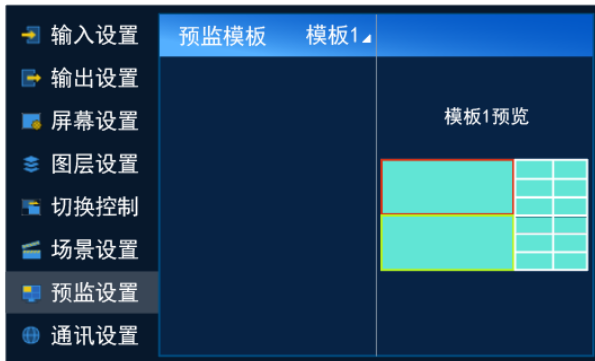 输入设置
输出设置
屏幕设置
图层设置
切换控制
场景设置
预监设置
通讯设置
预监模板 模板1
模板1预览